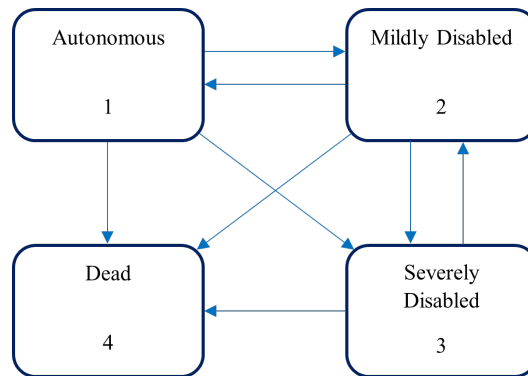 Autonomous
1
Mildly Disabled
2
Dead
4
Severely
Disabled
3